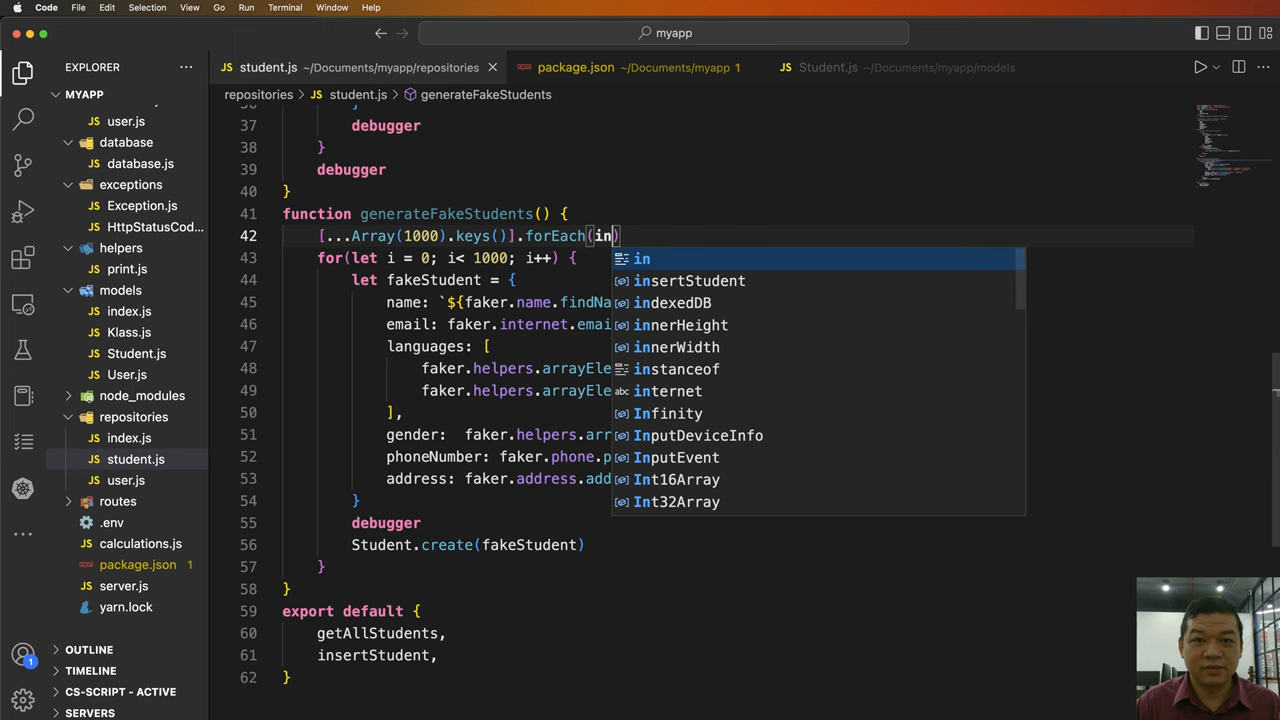 Code File Edit Selection View Go Run Terminal Window Help
myapp
EXPLORER
student.js ~/Documents/myapp/repositories
package.json ~/Documents/myapp 1
Student.js ~/Documents/myapp/models
MYAPP
repositories > student.js > generateFakeStudents
user.js
database
database.js
exceptions
Exception.js
HttpStatusCod...
helpers
print.js
models
index.js
Klass.js
Student.js
User.js
node_modules
repositories
index.js
student.js
user.js
routes
.env
calculations.js
package.json 1
server.js
yarn.lock
OUTLINE
TIMELINE
CS-SCRIPT - ACTIVE
SERVERS
1
36 }
37 debugger
38 }
39 debugger
40 }
41 function generateFakeStudents() {
42 [...Array(1000).keys()].forEach(in)
43 for(let i = 0; i< 1000; i++) {
44 let fakeStudent = {
45 name: `${faker.name.findNa
46 email: faker.internet.emai
47 languages: [
48 faker.helpers.arrayEle
49 faker.helpers.arrayEle
50 ],
51 gender: faker.helpers.arr
52 phoneNumber: faker.phone.p
53 address: faker.address.add
54 }
55 debugger
56 Student.create(fakeStudent)
57 }
58 }
59 export default {
60 getAllStudents,
61 insertStudent,
62 }
in
insertStudent
indexedDB
innerHeight
innerWidth
instanceof
abc internet
Infinity
InputDeviceInfo
InputEvent
Int16Array
Int32Array